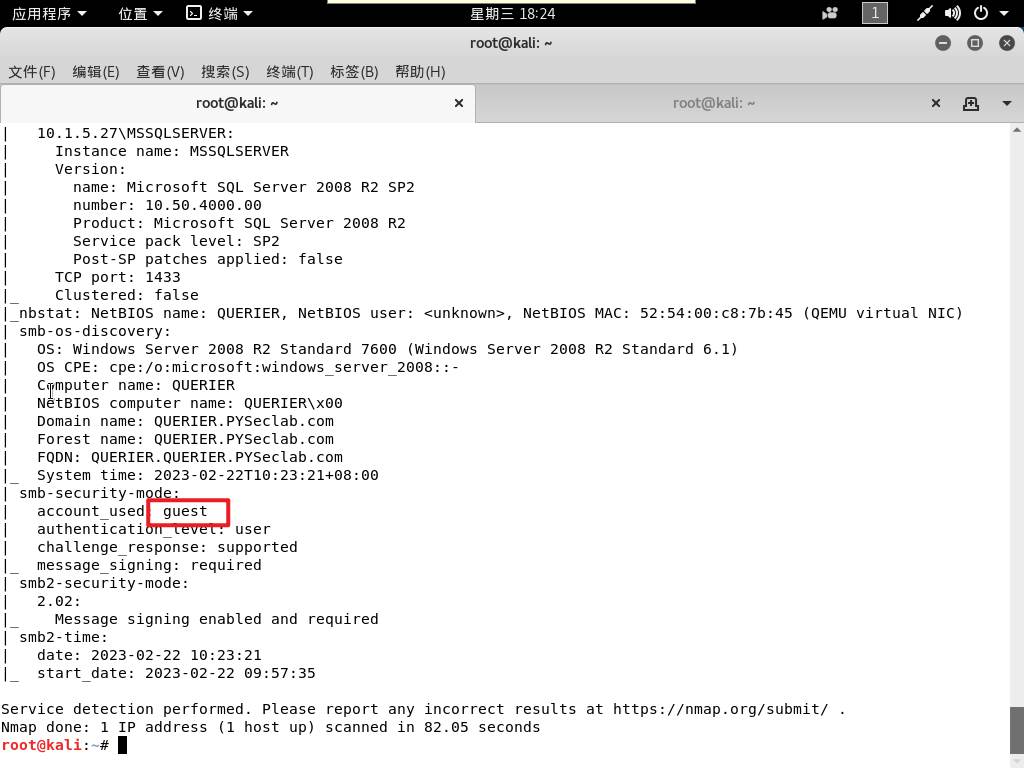 应用程序 位置 终端 星期三 18:24 1
root@kali: ~
文件(F) 编辑(E) 查看(V) 搜索(S) 终端(T) 标签(B) 帮助(H)
root@kali: ~ root@kali: ~
|   10.1.5.27\MSSQLSERVER:
|     Instance name: MSSQLSERVER
|     Version:
|       name: Microsoft SQL Server 2008 R2 SP2
|       number: 10.50.4000.00
|       Product: Microsoft SQL Server 2008 R2
|       Service pack level: SP2
|       Post-SP patches applied: false
|     TCP port: 1433
|_    Clustered: false
|_nbstat: NetBIOS name: QUERIER, NetBIOS user: <unknown>, NetBIOS MAC: 52:54:00:c8:7b:45 (QEMU virtual NIC)
| smb-os-discovery:
|   OS: Windows Server 2008 R2 Standard 7600 (Windows Server 2008 R2 Standard 6.1)
|   OS CPE: cpe:/o:microsoft:windows_server_2008::-
|   Computer name: QUERIER
|   NetBIOS computer name: QUERIER\x00
|   Domain name: QUERIER.PYSeclab.com
|   Forest name: QUERIER.PYSeclab.com
|   FQDN: QUERIER.QUERIER.PYSeclab.com
|_  System time: 2023-02-22T10:23:21+08:00
| smb-security-mode:
|   account_used: guest
|   authentication_level: user
|   challenge_response: supported
|_  message_signing: required
| smb2-security-mode:
|   2.02:
|_    Message signing enabled and required
| smb2-time:
|   date: 2023-02-22 10:23:21
|_  start_date: 2023-02-22 09:57:35
Service detection performed. Please report any incorrect results at https://nmap.org/submit/ .
Nmap done: 1 IP address (1 host up) scanned in 82.05 seconds
root@kali:~#